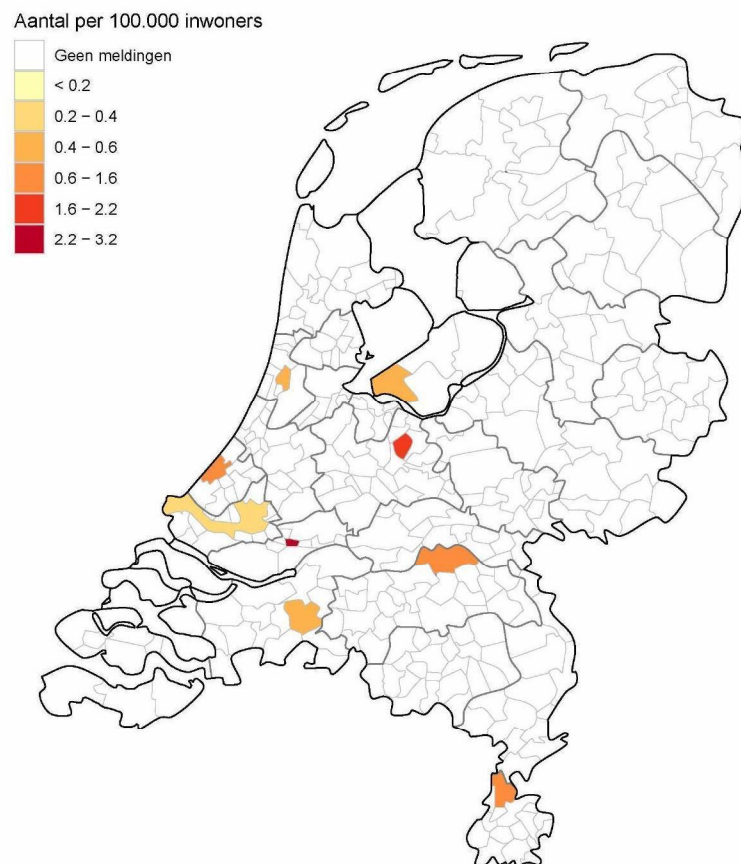 Aantal per 100.000 inwoners
Geen meldingen
< 0.2
0.2 − 0.4
0.4 − 0.6
0.6 − 1.6
1.6 − 2.2
2.2 − 3.2